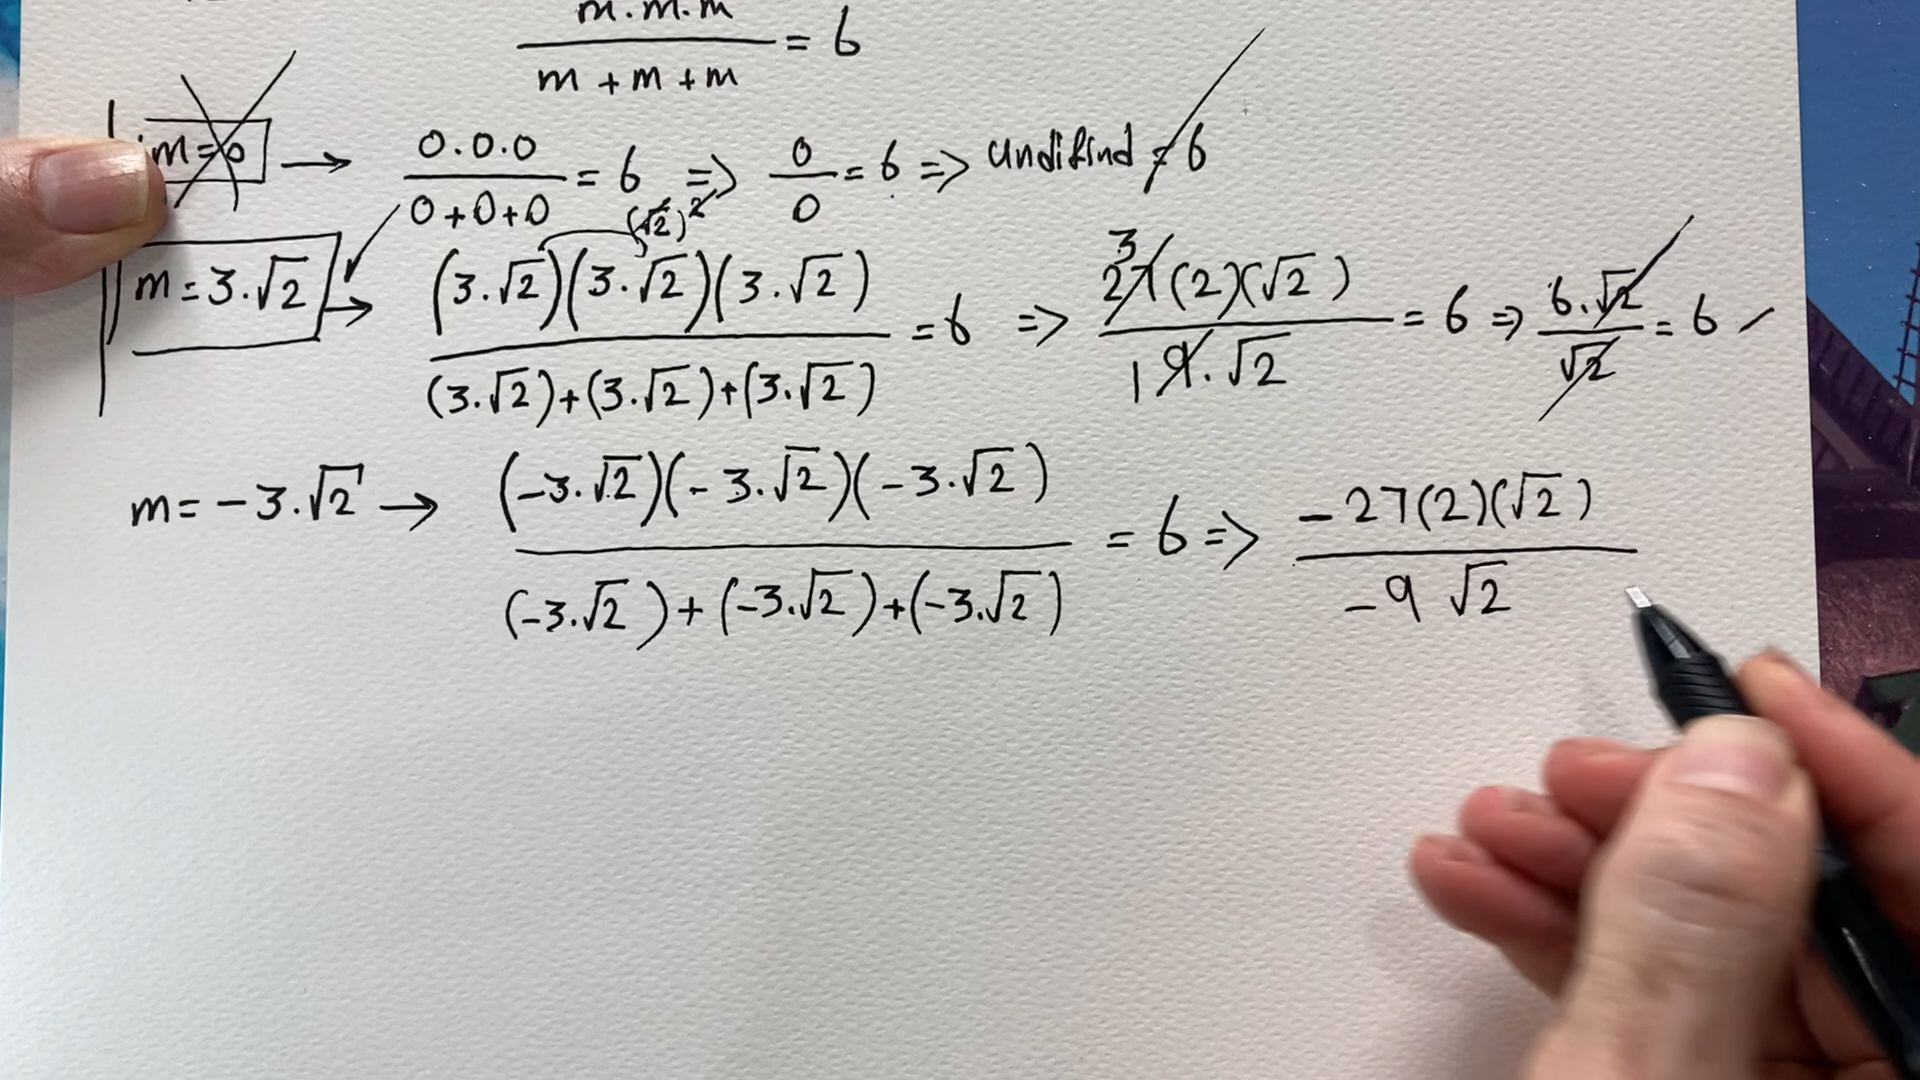 m.m.m / m + m + m = 6
m=0 → 0.0.0 / 0+0+0 = 6 => 0/0 = 6 => undifind = 6
(√2)²
m=3.√2 → (3.√2)(3.√2)(3.√2) / (3.√2)+(3.√2)+(3.√2) = 6 => 3 27(2)(√2) / 1 9.√2 = 6 => 6.√2 / √2 = 6
m= -3.√2 → (-3.√2)(-3.√2)(-3.√2) / (-3.√2)+(-3.√2)+(-3.√2) = 6 => -27(2)(√2) / -9 √2